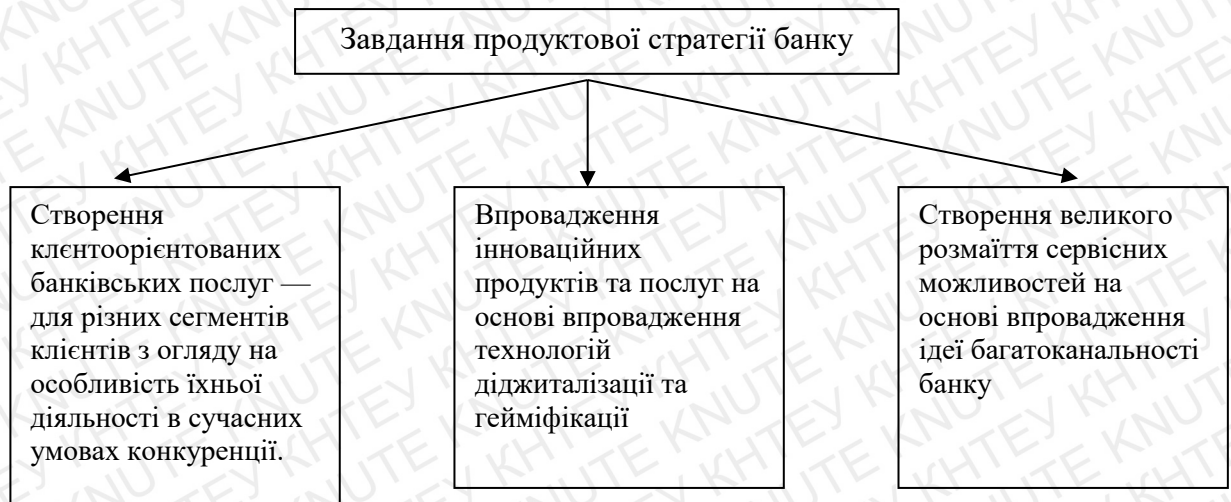 Завдання продуктової стратегії банку
Створення
клєнтоорієнтованих
банківських послуг —
для різних сегментів
клієнтів з огляду на
особливість їхньої
діяльності в сучасних
умовах конкуренції.
Впровадження
інноваційних
продуктів та послуг на
основі впровадження
технологій
діджиталізації та
гейміфікації
Створення великого
розмаїття сервісних
можливостей на
основі впровадження
ідеї багатоканальності
банку